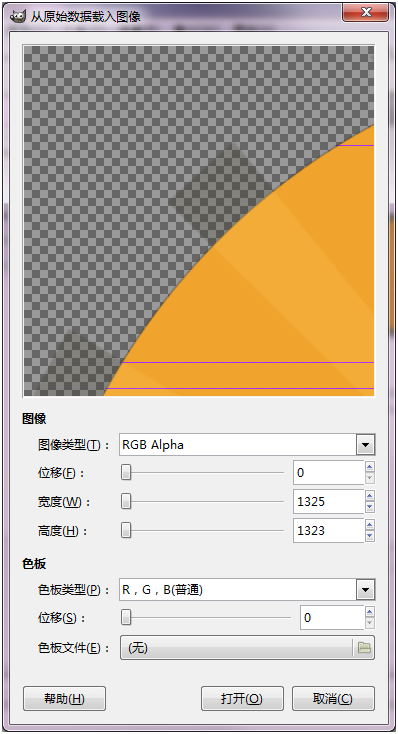 从原始数据载入图像
图像
图像类型(T)： RGB Alpha
位移(F)： 0
宽度(W)： 1325
高度(H)： 1323
色板
色板类型(P)： R，G，B(普通)
位移(S)： 0
色板文件(E)： (无)
帮助(H) 打开(O) 取消(C)